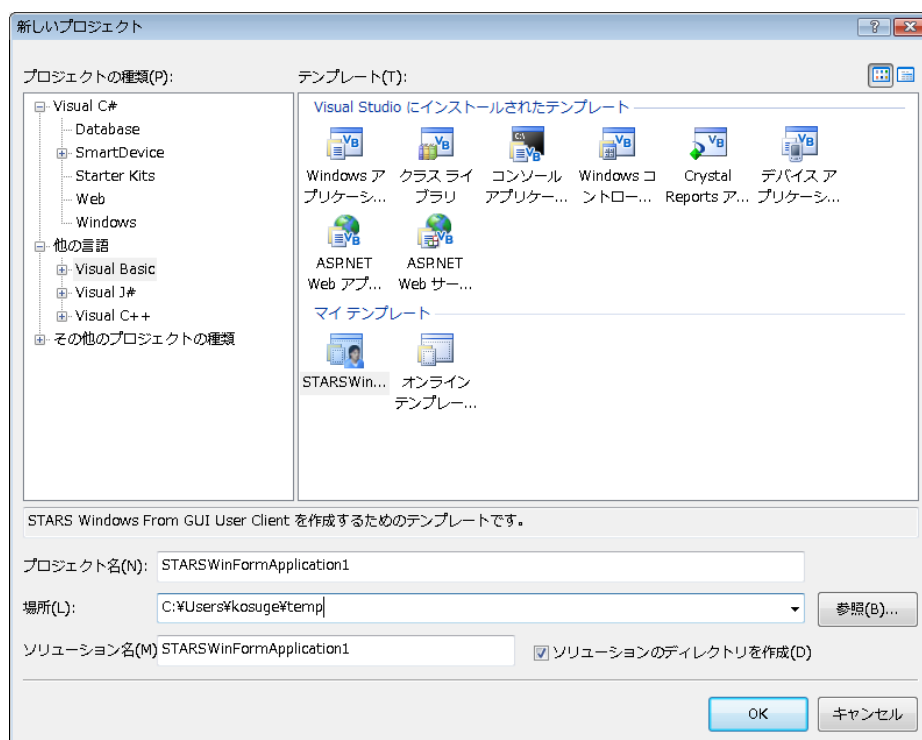 新しいプロジェクト
プロジェクトの種類(P):
テンプレート(T):
Visual C#
Database
SmartDevice
Starter Kits
Web
Windows
他の言語
Visual Basic
Visual J#
Visual C++
その他のプロジェクトの種類
Visual Studio にインストールされたテンプレート
Windows ア
プリケーシ...
クラス ライ
ブラリ
コンソール
アプリケー...
Windows コ
ントロー...
Crystal
Reports ア...
デバイス ア
プリケーシ...
ASP.NET
Web アプ...
ASP.NET
Web サー...
マイ テンプレート
STARSWin...
オンライン
テンプレー...
STARS Windows From GUI User Client を作成するためのテンプレートです。
プロジェクト名(N):
STARSWinFormApplication1
場所(L):
C:¥Users¥kosuge¥temp
参照(B)...
ソリューション名(M)
STARSWinFormApplication1
ソリューションのディレクトリを作成(D)
OK
キャンセル